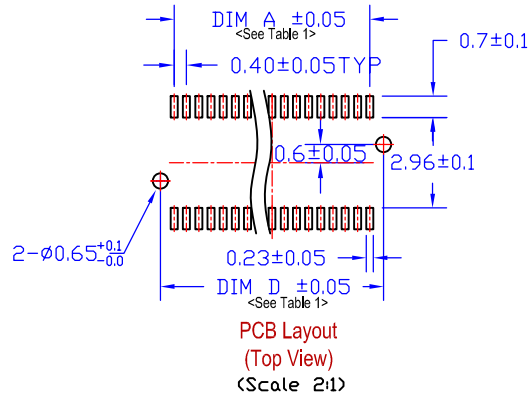 DIM A ±0.05
<See Table 1>
0.7±0.1
0.40±0.05TYP
0.6±0.05
2.96±0.1
2-Ø0.65 +0.1 -0.0
0.23±0.05
DIM D ±0.05
<See Table 1>
PCB Layout
(Top View)
(Scale 2:1)